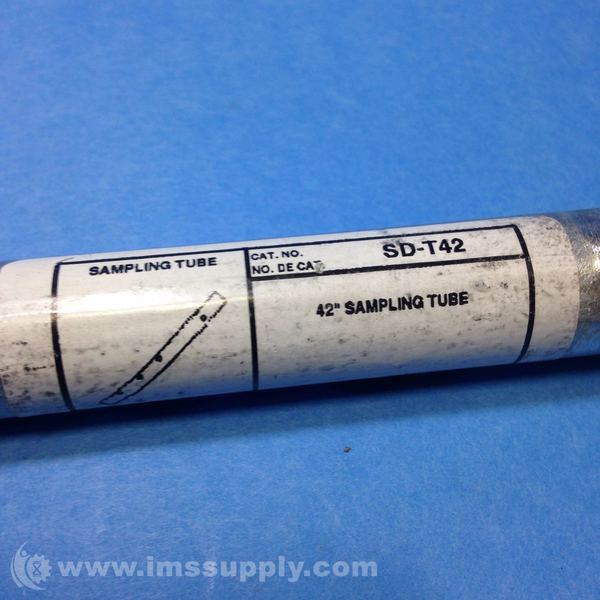 SAMPLING TUBE
CAT. NO. SD-T42
NO. DE CAT.
42" SAMPLING TUBE
www.imssupply.com